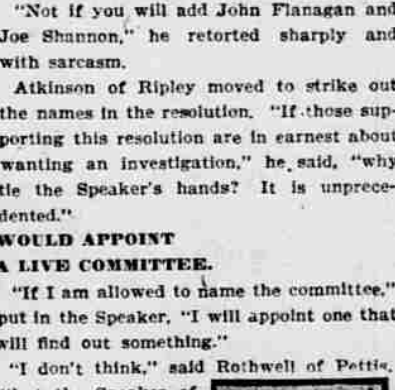 "Not if you will add John Flanagan and
Joe Shannon," he retorted sharply and
with sarcasm.
Atkinson of Ripley moved to strike out
the names in the resolution. "If those sup-
porting this resolution are in earnest about
wanting an investigation," he said, "why
tie the Speaker's hands? It is unprece-
dented."
WOULD APPOINT
A LIVE COMMITTEE.
"If I am allowed to name the committee,"
put in the Speaker, "I will appoint one that
will find out something."
"I don't think," said Rothwell of Pettis,